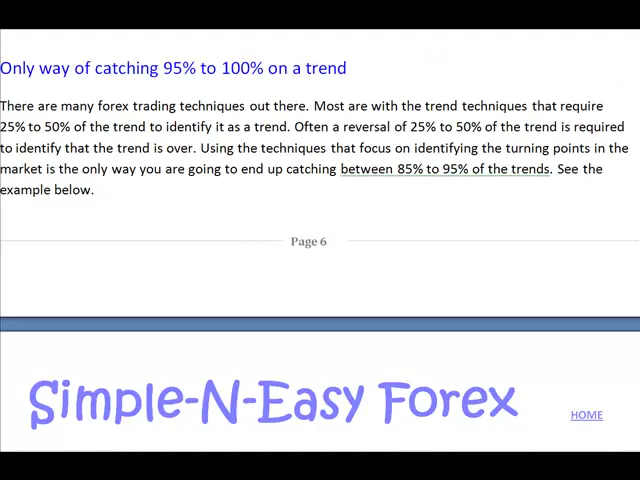 Only way of catching 95% to 100% on a trend
There are many forex trading techniques out there. Most are with the trend techniques that require
25% to 50% of the trend to identify it as a trend. Often a reversal of 25% to 50% of the trend is required
to identify that the trend is over. Using the techniques that focus on identifying the turning points in the
market is the only way you are going to end up catching between 85% to 95% of the trends. See the
example below.
Page 6
Simple-N-Easy Forex
HOME